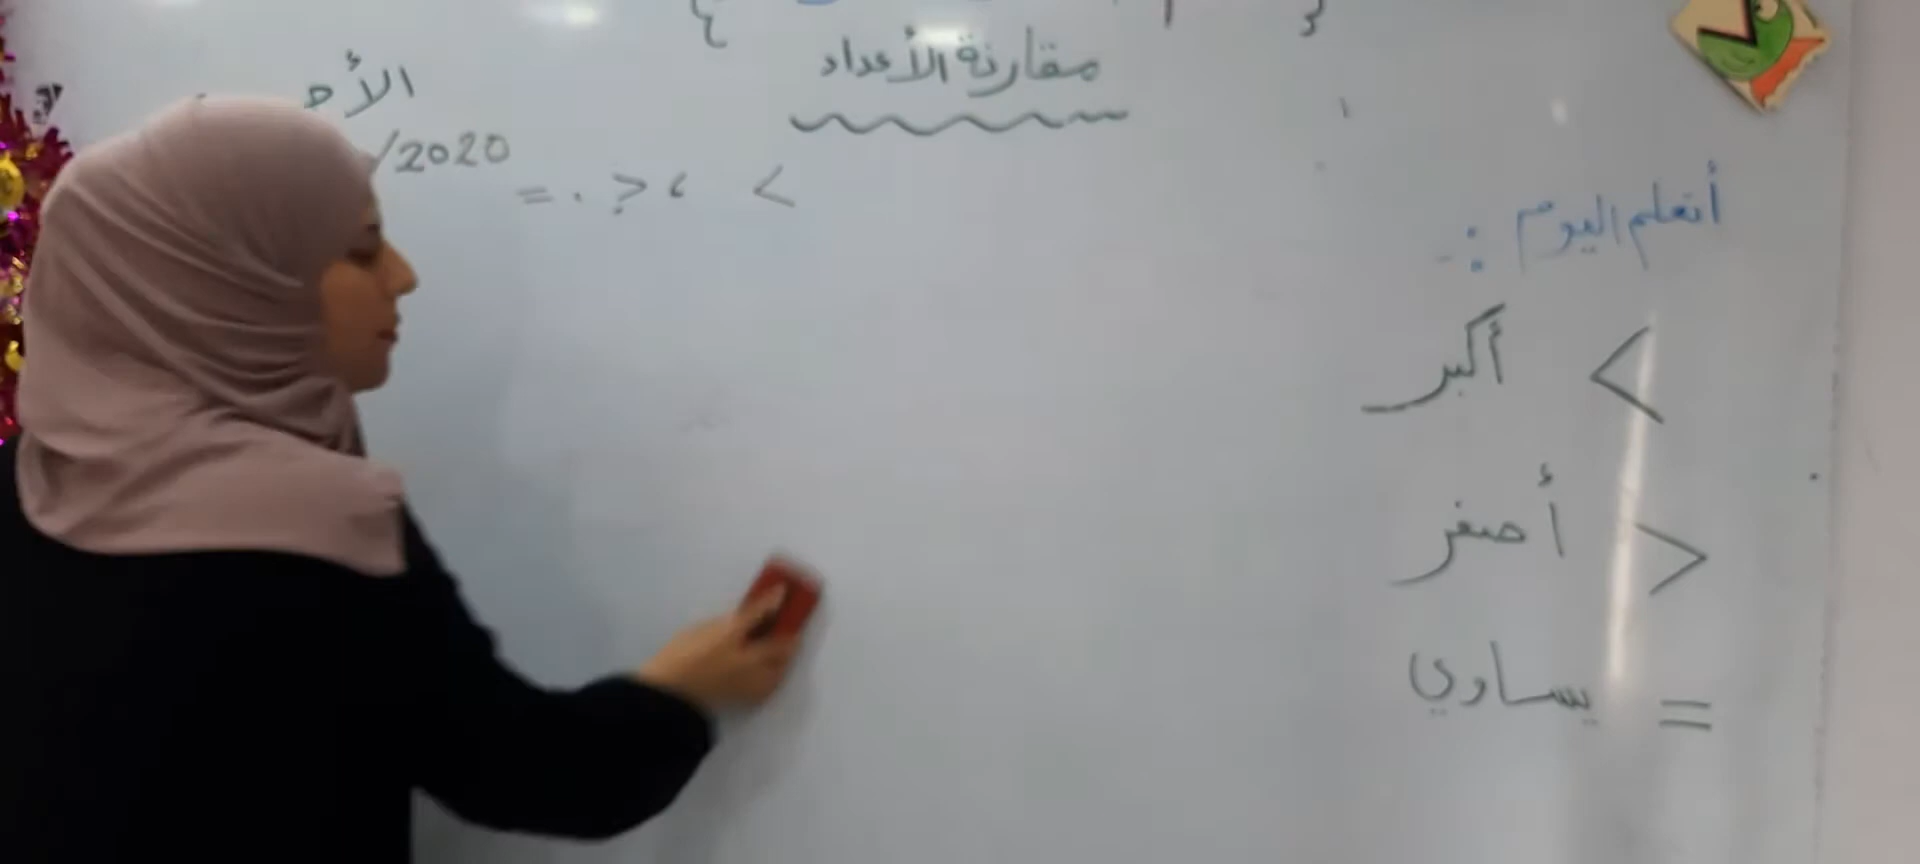 مقارنة الأعداد
/2020
< ، > . =
أتعلم اليوم :
< أكبر
> أصغر
= يساوي